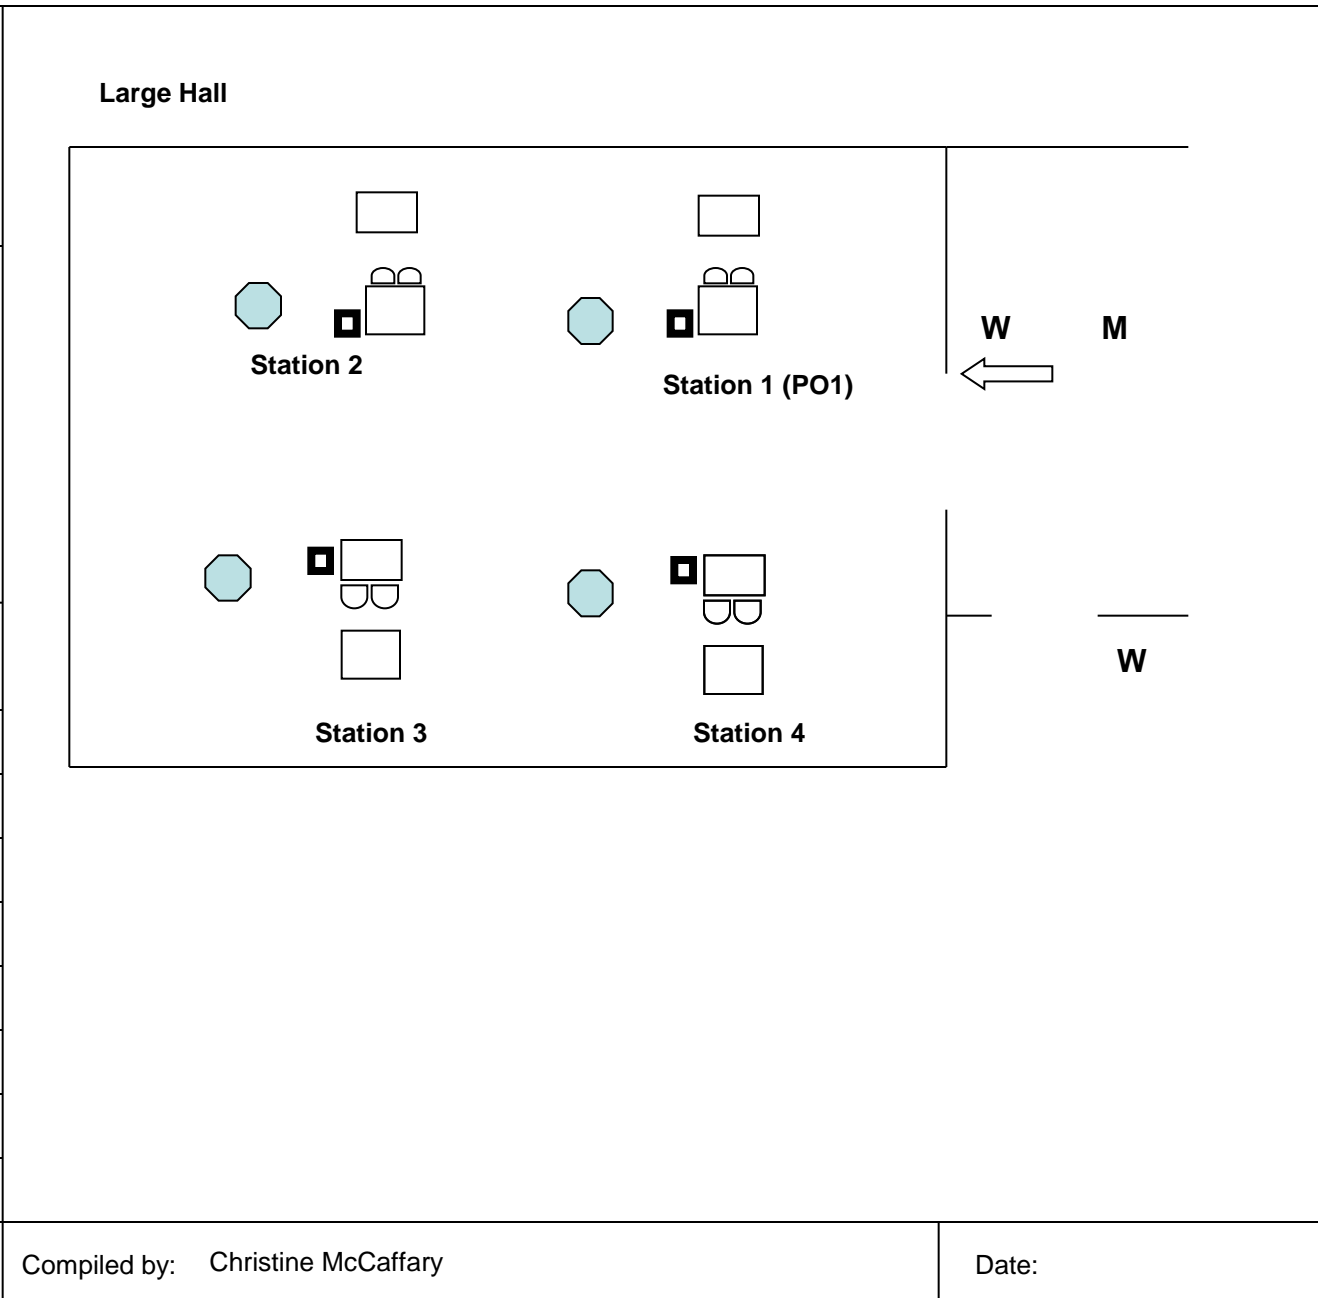 Large Hall
W M
Station 2
Station 1 (PO1)
W
Station 3 Station 4
Compiled by: Christine McCaffary Date: